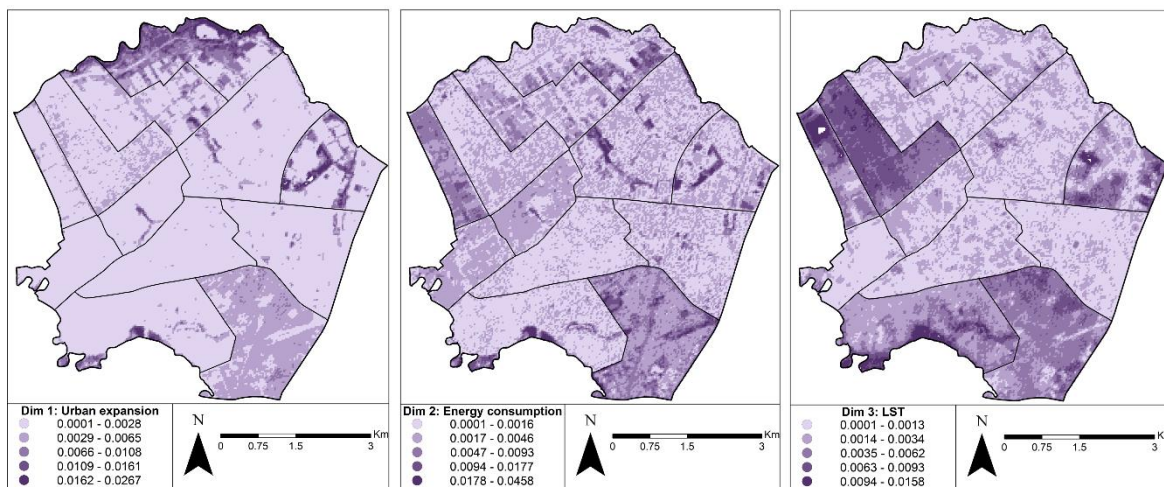 Dim 1: Urban expansion
0.0001 - 0.0028
0.0029 - 0.0065
0.0066 - 0.0108
0.0109 - 0.0161
0.0162 - 0.0267
N
Km
0 0.75 1.5 3
Dim 2: Energy consumption
0.0001 - 0.0016
0.0017 - 0.0046
0.0047 - 0.0093
0.0094 - 0.0177
0.0178 - 0.0458
N
Km
0 0.75 1.5 3
Dim 3: LST
0.0001 - 0.0013
0.0014 - 0.0034
0.0035 - 0.0062
0.0063 - 0.0093
0.0094 - 0.0158
N
Km
0 0.75 1.5 3